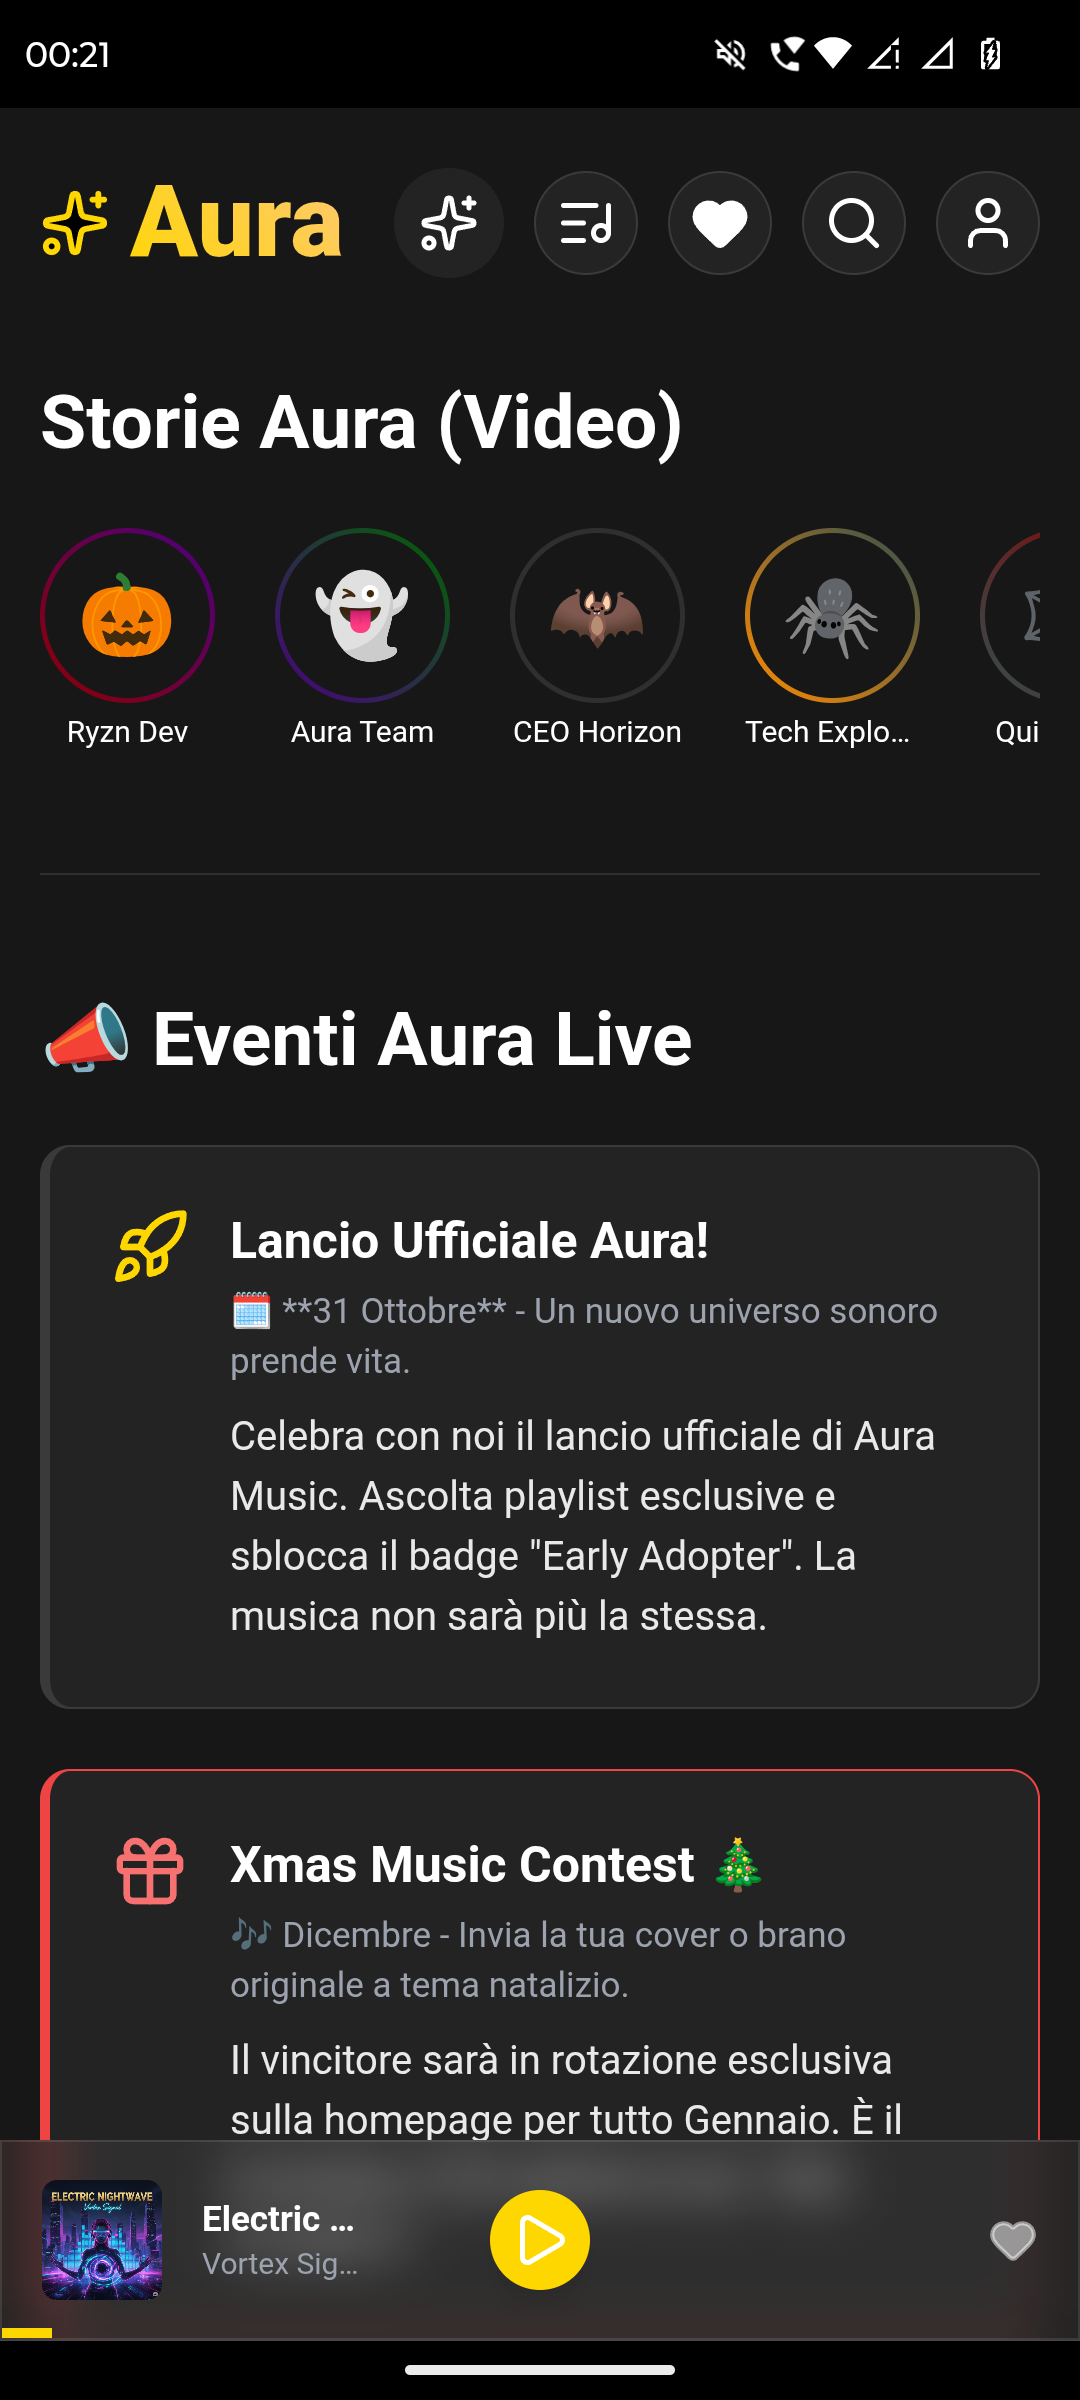 00:21
Aura
Storie Aura (Video)
Ryzn Dev
Aura Team
CEO Horizon
Tech Explo...
Qui
📣 Eventi Aura Live
Lancio Ufficiale Aura!
🗓️ **31 Ottobre** - Un nuovo universo sonoro
prende vita.
Celebra con noi il lancio ufficiale di Aura
Music. Ascolta playlist esclusive e
sblocca il badge "Early Adopter". La
musica non sarà più la stessa.
Xmas Music Contest 🎄
🎶 Dicembre - Invia la tua cover o brano
originale a tema natalizio.
Il vincitore sarà in rotazione esclusiva
sulla homepage per tutto Gennaio. È il
ELECTRIC NIGHTWAVE
Vortex Signal
Electric ...
Vortex Sig...